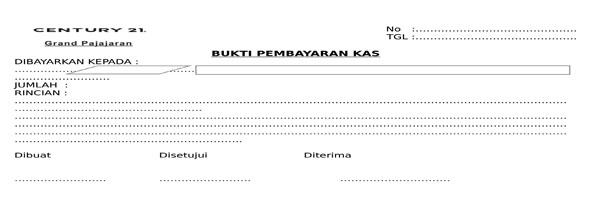 CENTURY 21.
Grand Pajajaran
No :..........................................................
TGL :..........................................................
BUKTI PEMBAYARAN KAS
DIBAYARKAN KEPADA :
JUMLAH :
RINCIAN :
Dibuat Disetujui Diterima